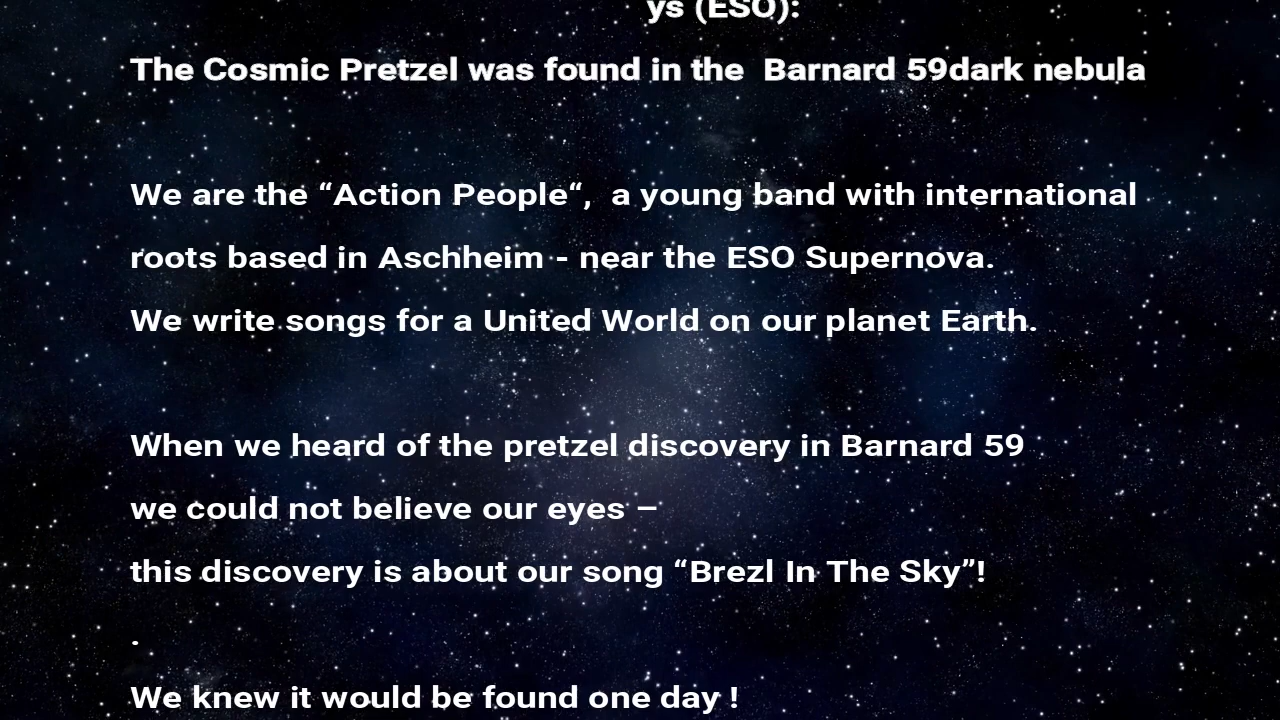 ys (ESO):
The Cosmic Pretzel was found in the  Barnard 59dark nebula
We are the “Action People“,  a young band with international
roots based in Aschheim - near the ESO Supernova.
We write songs for a United World on our planet Earth.
When we heard of the pretzel discovery in Barnard 59
we could not believe our eyes –
this discovery is about our song “Brezl In The Sky”!
.
We knew it would be found one day !